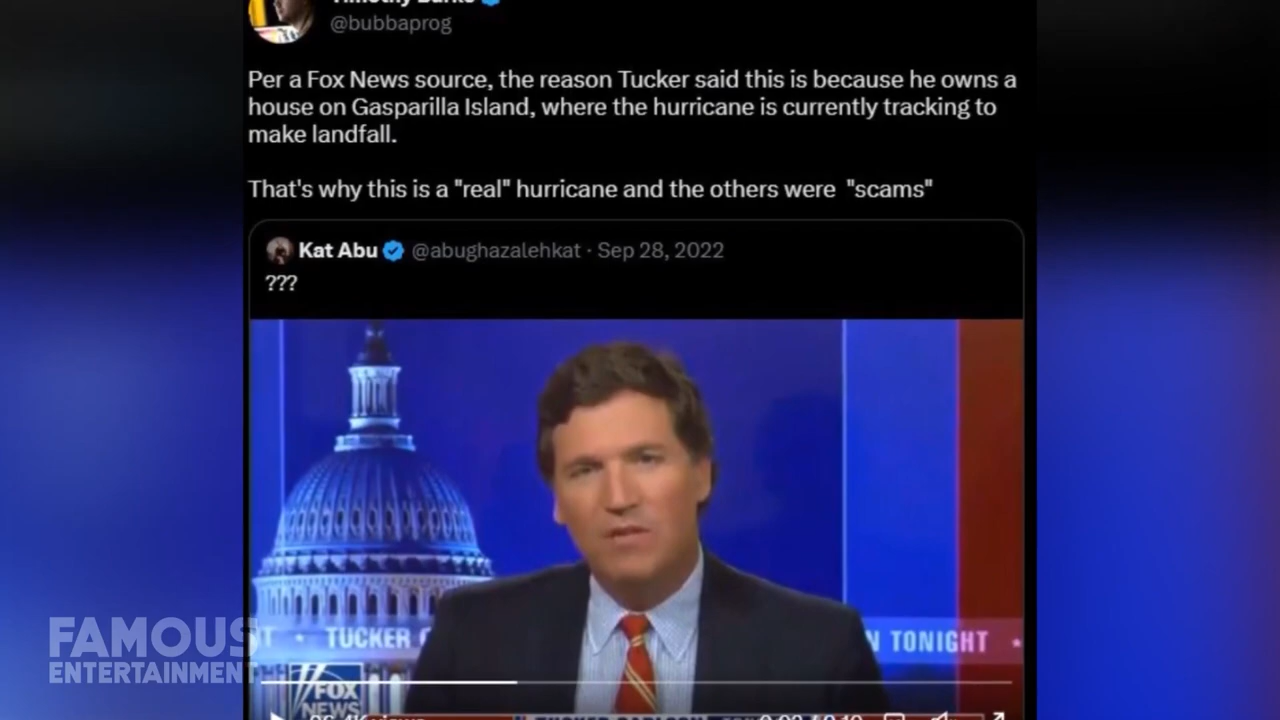 @bubbaprog
Per a Fox News source, the reason Tucker said this is because he owns a
house on Gasparilla Island, where the hurricane is currently tracking to
make landfall.
That's why this is a "real" hurricane and the others were "scams"
Kat Abu @abughazalehkat · Sep 28, 2022
???
TUCKER
N TONIGHT
FAMOUS
ENTERTAINMENT
FOX
NEWS